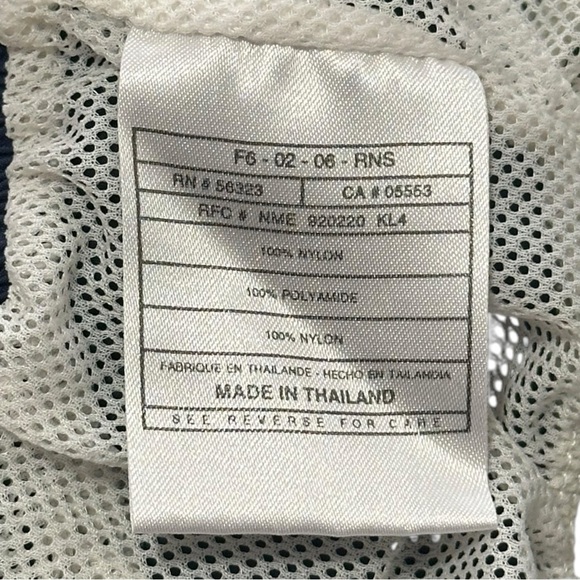 F6 - 02 - 06 - RNS
RN # 56323 CA # 05553
RFC # NME 920220 KL4
100% NYLON
100% POLYAMIDE
100% NYLON
FABRIQUE EN THAILANDE - HECHO EN TAILANDIA
MADE IN THAILAND
SEE REVERSE FOR CARE